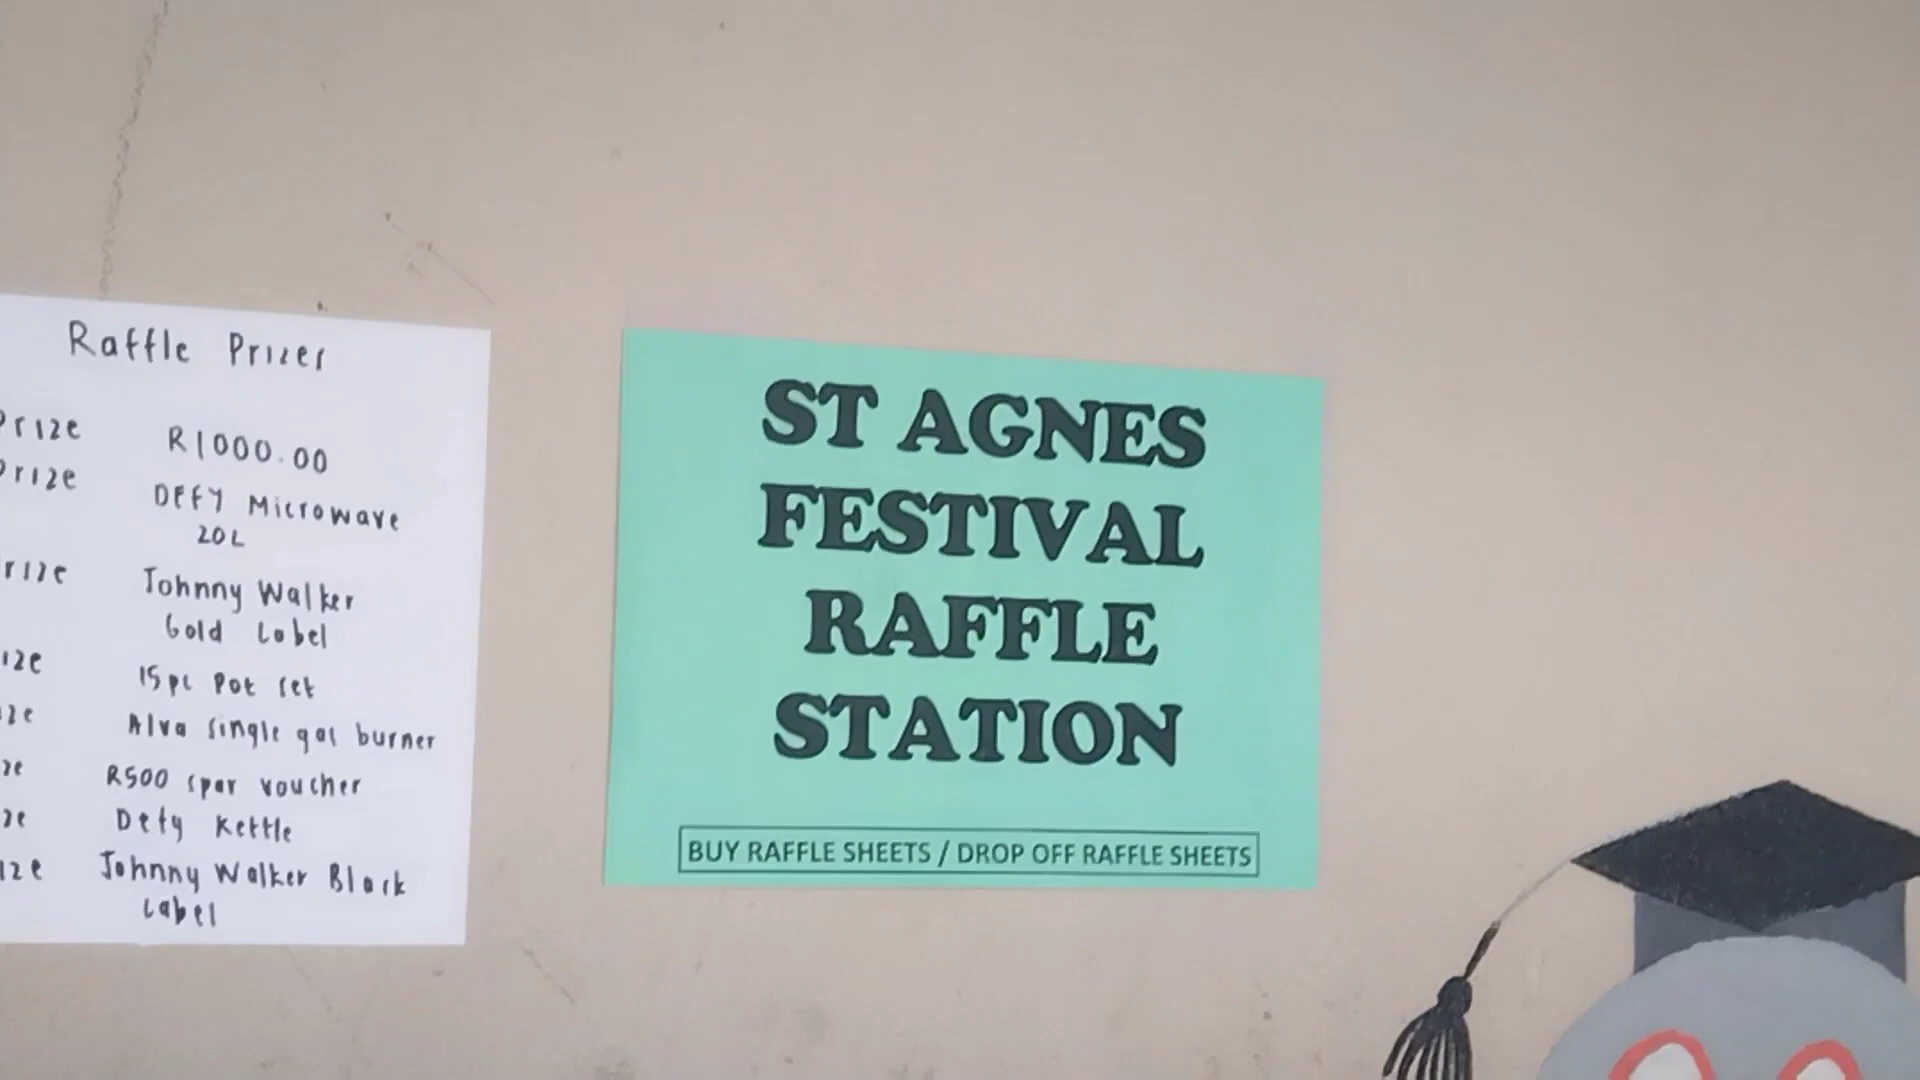 Raffle Prizes
Prize R1000.00
Prize DEFY Microwave
20L
Johnny Walker
Gold Label
15pc Pot set
Alva single gas burner
R500 spar voucher
Defy Kettle
Johnny Walker Black
Label
ST AGNES
FESTIVAL
RAFFLE
STATION
BUY RAFFLE SHEETS / DROP OFF RAFFLE SHEETS